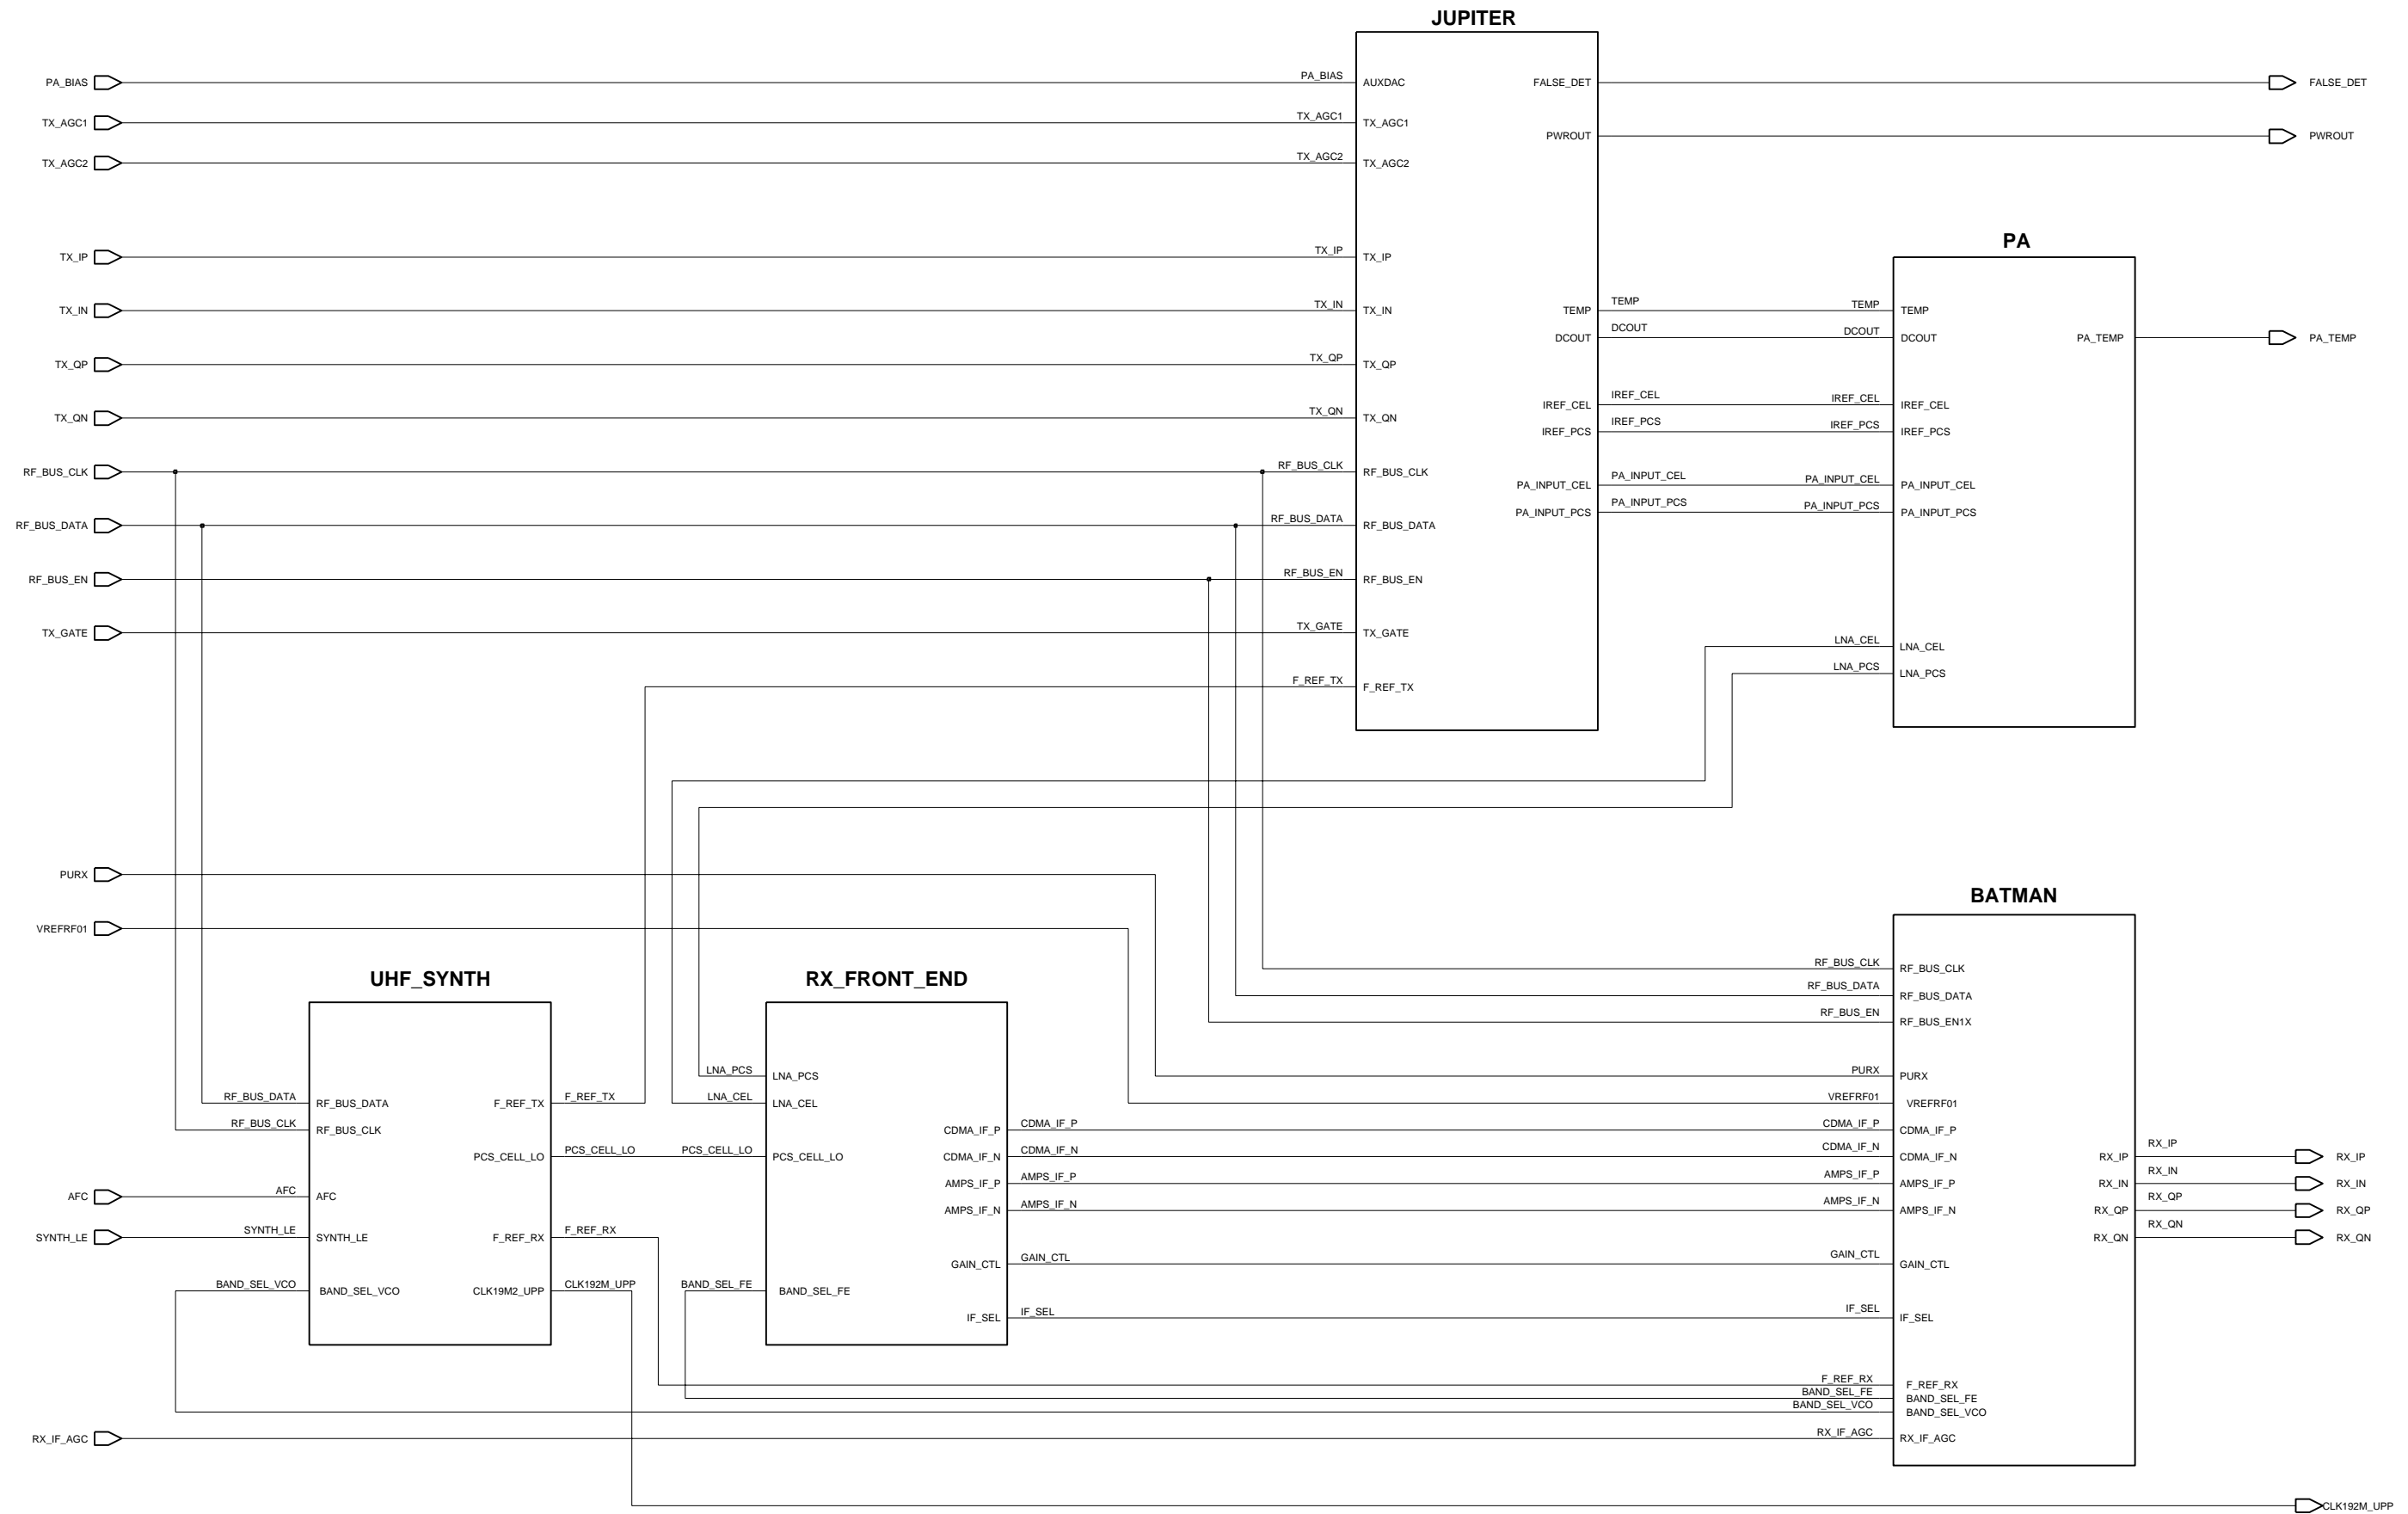 JUPITER
PA_BIAS PA_BIAS AUXDAC FALSE_DET FALSE_DET
TX_AGC1 TX_AGC1 TX_AGC1
PWROUT PWROUT
TX_AGC2 TX_AGC2 TX_AGC2
PA
TX_IP TX_IP TX_IP
TX_IN TX_IN TX_IN TEMP TEMP TEMP TEMP
DCOUT DCOUT DCOUT DCOUT PA_TEMP PA_TEMP
TX_QP TX_QP TX_QP
IREF_CEL IREF_CEL IREF_CEL IREF_CEL
TX_QN TX_QN TX_QN
IREF_PCS IREF_PCS IREF_PCS IREF_PCS
RF_BUS_CLK RF_BUS_CLK RF_BUS_CLK
PA_INPUT_CEL PA_INPUT_CEL PA_INPUT_CEL PA_INPUT_CEL
PA_INPUT_PCS PA_INPUT_PCS PA_INPUT_PCS PA_INPUT_PCS
RF_BUS_DATA RF_BUS_DATA RF_BUS_DATA
RF_BUS_EN RF_BUS_EN RF_BUS_EN
TX_GATE TX_GATE TX_GATE
LNA_CEL LNA_CEL
LNA_PCS LNA_PCS
F_REF_TX F_REF_TX
PURX
BATMAN
VREFRF01
UHF_SYNTH RX_FRONT_END
RF_BUS_CLK RF_BUS_CLK
RF_BUS_DATA RF_BUS_DATA
RF_BUS_EN RF_BUS_EN1X
LNA_PCS LNA_PCS PURX PURX
RF_BUS_DATA RF_BUS_DATA F_REF_TX F_REF_TX LNA_CEL LNA_CEL VREFRF01 VREFRF01
RF_BUS_CLK RF_BUS_CLK CDMA_IF_P CDMA_IF_P CDMA_IF_P CDMA_IF_P
PCS_CELL_LO PCS_CELL_LO PCS_CELL_LO PCS_CELL_LO CDMA_IF_N CDMA_IF_N CDMA_IF_N CDMA_IF_N RX_IP RX_IP RX_IP
AMPS_IF_P AMPS_IF_P AMPS_IF_P AMPS_IF_P RX_IN RX_IN RX_IN
AFC AFC AFC
AMPS_IF_N AMPS_IF_N AMPS_IF_N AMPS_IF_N RX_QP RX_QP RX_QP
SYNTH_LE SYNTH_LE SYNTH_LE F_REF_RX F_REF_RX RX_QN RX_QN RX_QN
GAIN_CTL GAIN_CTL GAIN_CTL GAIN_CTL
BAND_SEL_VCO BAND_SEL_VCO CLK19M2_UPP CLK192M_UPP BAND_SEL_FE BAND_SEL_FE
IF_SEL IF_SEL IF_SEL IF_SEL
F_REF_RX F_REF_RX
BAND_SEL_FE BAND_SEL_FE
BAND_SEL_VCO BAND_SEL_VCO
RX_IF_AGC RX_IF_AGC RX_IF_AGC
CLK192M_UPP